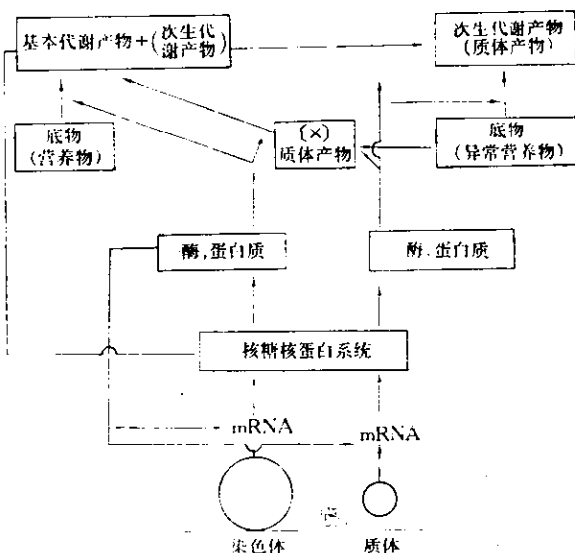 基本代谢产物+(次生代谢产物)
次生代谢产物
(质体产物)
底物
(营养物)
(×)
质体产物
底物
(异常营养物)
酶,蛋白质
酶、蛋白质
核糖核蛋白系统
mRNA
mRNA
染色体
质体